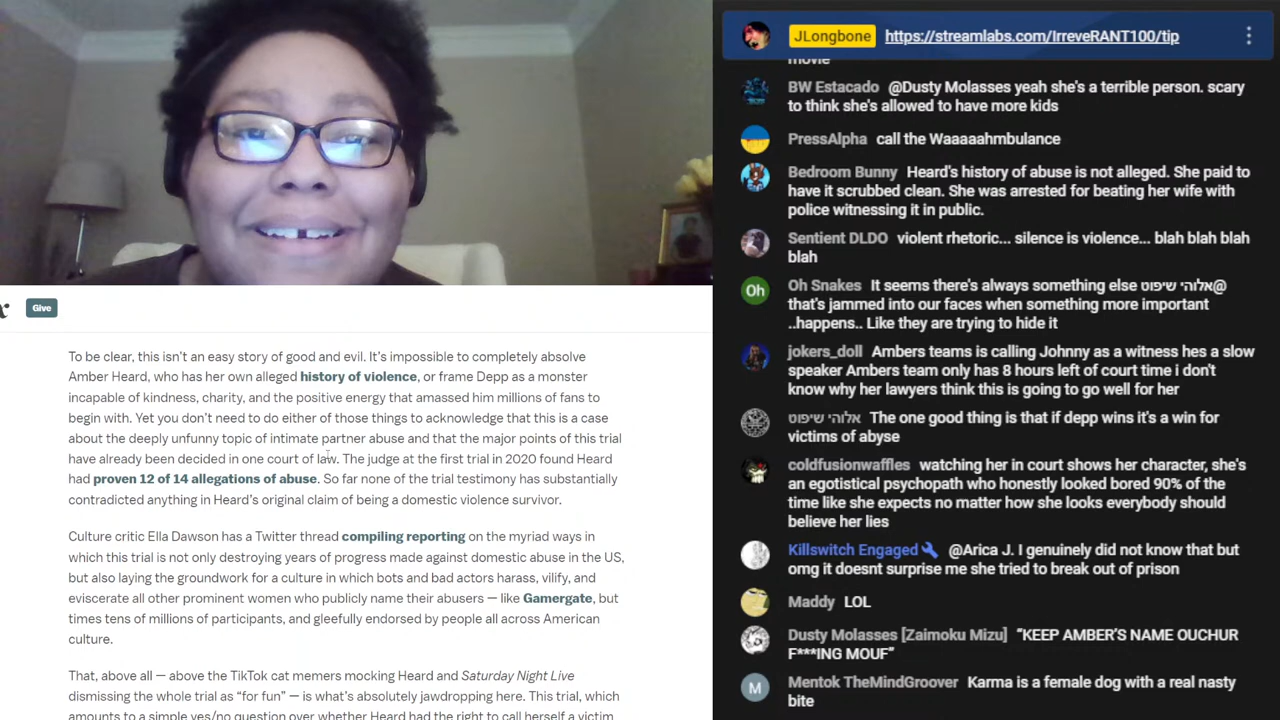 JLongbone https://streamlabs.com/IrreveRANT100/tip
movie
BW Estacado @Dusty Molasses yeah she's a terrible person. scary
to think she's allowed to have more kids
PressAlpha call the Waaaaahmbulance
Bedroom Bunny Heard's history of abuse is not alleged. She paid to
have it scrubbed clean. She was arrested for beating her wife with
police witnessing it in public.
Sentient DLDO violent rhetoric... silence is violence... blah blah blah
blah
Oh Snakes It seems there's always something else אלוהי שיפוט@
that's jammed into our faces when something more important
..happens.. Like they are trying to hide it
Oh
jokers_doll Ambers teams is calling Johnny as a witness hes a slow
speaker Ambers team only has 8 hours left of court time i don't
know why her lawyers think this is going to go well for her
אלוהי שיפוט The one good thing is that if depp wins it's a win for
victims of abyse
coldfusionwaffles watching her in court shows her character, she's
an egotistical psychopath who honestly looked bored 90% of the
time like she expects no matter how she looks everybody should
believe her lies
Killswitch Engaged @Arica J. I genuinely did not know that but
omg it doesnt surprise me she tried to break out of prison
Maddy LOL
Dusty Molasses [Zaimoku Mizu] “KEEP AMBER’S NAME OUCHUR
F***ING MOUF”
M
Mentok TheMindGroover Karma is a female dog with a real nasty
bite
Give
To be clear, this isn’t an easy story of good and evil. It’s impossible to completely absolve
Amber Heard, who has her own alleged history of violence, or frame Depp as a monster
incapable of kindness, charity, and the positive energy that amassed him millions of fans to
begin with. Yet you don’t need to do either of those things to acknowledge that this is a case
about the deeply unfunny topic of intimate partner abuse and that the major points of this trial
have already been decided in one court of law. The judge at the first trial in 2020 found Heard
had proven 12 of 14 allegations of abuse. So far none of the trial testimony has substantially
contradicted anything in Heard’s original claim of being a domestic violence survivor.
Culture critic Ella Dawson has a Twitter thread compiling reporting on the myriad ways in
which this trial is not only destroying years of progress made against domestic abuse in the US,
but also laying the groundwork for a culture in which bots and bad actors harass, vilify, and
eviscerate all other prominent women who publicly name their abusers — like Gamergate, but
times tens of millions of participants, and gleefully endorsed by people all across American
culture.
That, above all — above the TikTok cat memers mocking Heard and Saturday Night Live
dismissing the whole trial as “for fun” — is what’s absolutely jawdropping here. This trial, which
amounts to a simple yes/no question over whether Heard had the right to call herself a victim